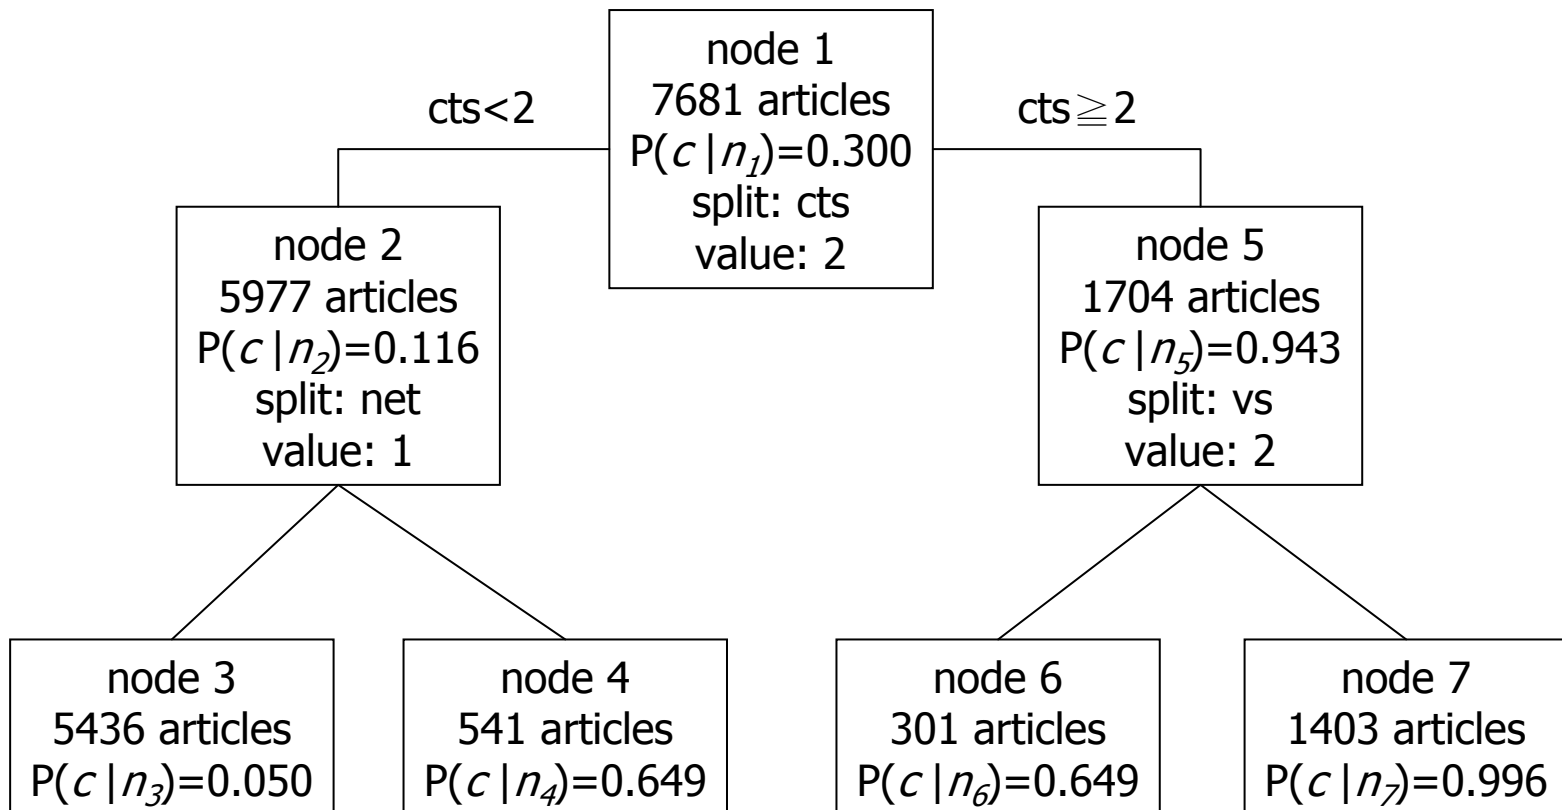 node 1
7681 articles
P(c |n₁)=0.300
split: cts
value: 2
cts<2
cts≧2
node 2
5977 articles
P(c |n₂)=0.116
split: net
value: 1
node 5
1704 articles
P(c |n₅)=0.943
split: vs
value: 2
node 3
5436 articles
P(c |n₃)=0.050
node 4
541 articles
P(c |n₄)=0.649
node 6
301 articles
P(c |n₆)=0.649
node 7
1403 articles
P(c |n₇)=0.996